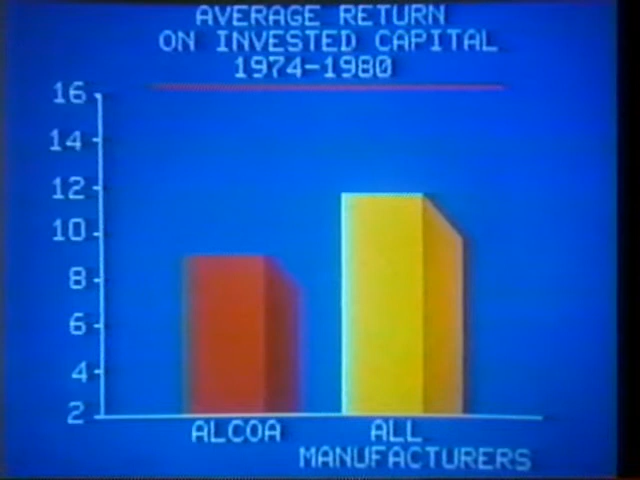 AVERAGE RETURN
ON INVESTED CAPITAL
1974-1980
16
14
12
10
8
6
4
2
ALCOA
ALL
MANUFACTURERS